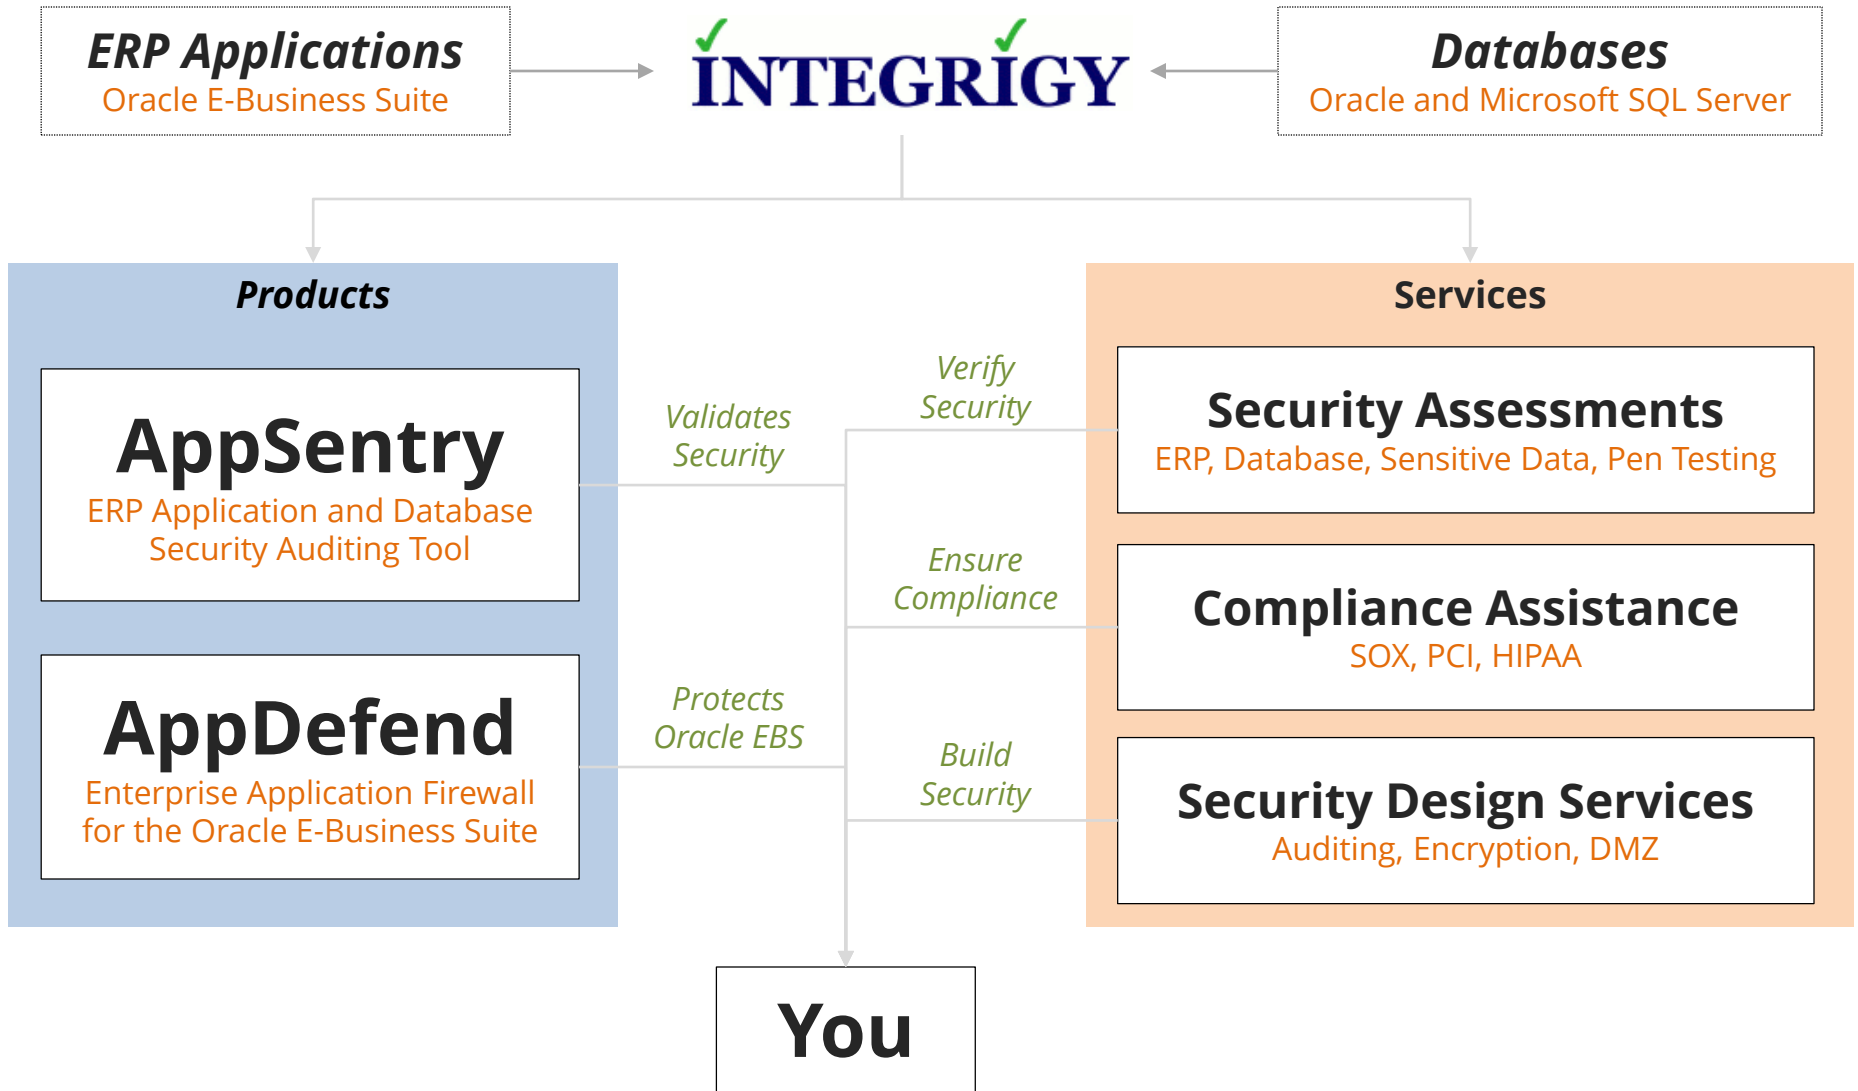 ERP Applications
Oracle E-Business Suite
INTEGRIGY
Databases
Oracle and Microsoft SQL Server
Products
AppSentry
ERP Application and Database
Security Auditing Tool
AppDefend
Enterprise Application Firewall
for the Oracle E-Business Suite
Validates
Security
Protects
Oracle EBS
Verify
Security
Ensure
Compliance
Build
Security
Services
Security Assessments
ERP, Database, Sensitive Data, Pen Testing
Compliance Assistance
SOX, PCI, HIPAA
Security Design Services
Auditing, Encryption, DMZ
You